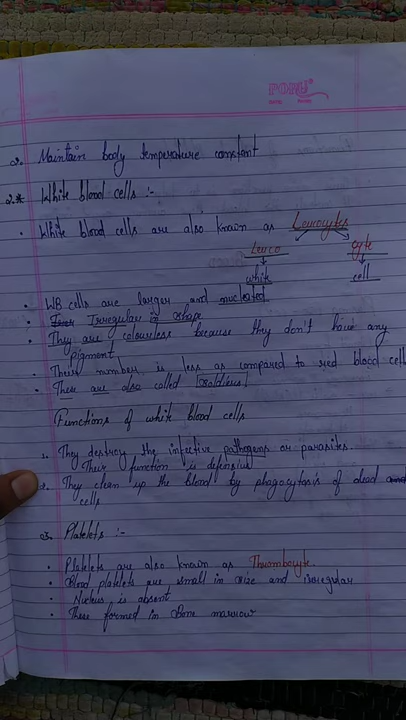 POPU
2. Maintain body temperature constant
2.* White blood cells :-
• White blood cells are also known as Leucocytes
Leuco cyte
↓ ↓
white cell
• WB cells are larger and nucleated
• Irregular in shape
• They are colourless because they don't have any
pigment
• Their number is less as compared to red blood cell
• These are also called soldiers!
Functions of white blood cells
1. They destroy the infective pathogens or parasites.
Their function is defensive
2. They clean up the blood by phagocytosis of dead
cells
3. Platelets :-
• Platelets are also known as Thrombocyte.
• Blood platelets are small in size and irregular
• Nucleus is absent
• These formed in Bone marrow